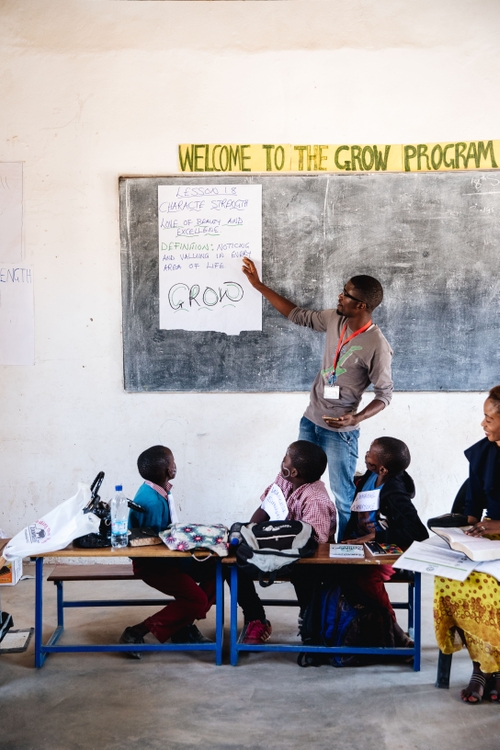 WELCOME TO THE GROW PROGRAM
LESSON 18
CHARACTE STRENGTH
LOVE OF BEAUTY AND
EXCELLENCE
DEFINITION: NOTICING
AND VALUING IN EVERY
AREA OF LIFE
GROW
ENGTH